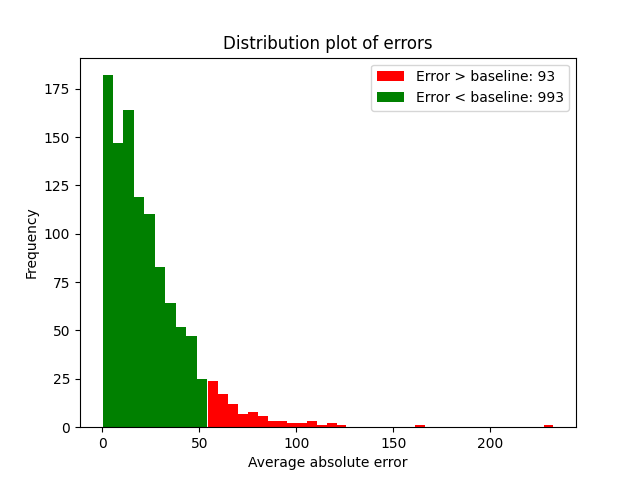 Distribution plot of errors
Error > baseline: 93
Error < baseline: 993
175
150
125
100
75
50
25
0
Frequency
0 50 100 150 200
Average absolute error